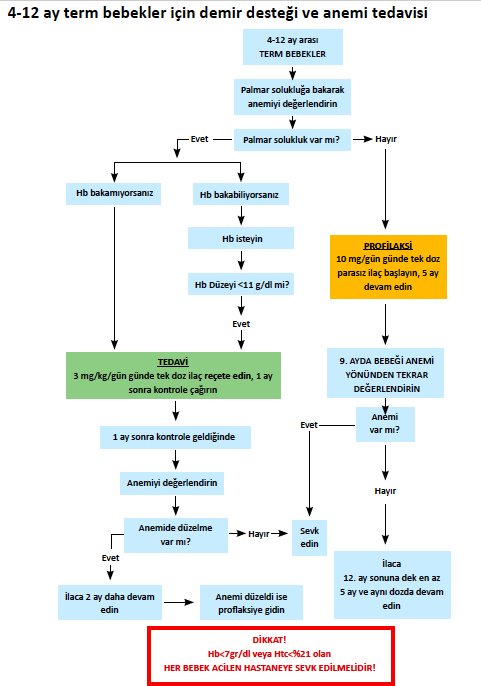 4-12 ay term bebekler için demir desteği ve anemi tedavisi
4-12 ay arası
TERM BEBEKLER
Palmar solukluğa bakarak
anemiyi değerlendirin
Palmar solukluk var mı?
Evet
Hayır
Hb bakamıyorsanız
Hb bakabiliyorsanız
Hb isteyin
Hb Düzeyi <11 g/dl mi?
Evet
PROFİLAKSİ
10 mg/gün günde tek doz
parasız ilaç başlayın, 5 ay
devam edin
TEDAVİ
3 mg/kg/gün günde tek doz ilaç reçete edin, 1 ay
sonra kontrole çağırın
9. AYDA BEBEĞİ ANEMİ
YÖNÜNDEN TEKRAR
DEĞERLENDİRİN
Anemi
var mı?
Evet
Hayır
1 ay sonra kontrole geldiğinde
Anemiyi değerlendirin
Anemide düzelme
var mı?
Hayır
Sevk
edin
Evet
İlaca
12. ay sonuna dek en az
5 ay ve aynı dozda devam
edin
İlaca 2 ay daha devam
edin
Anemi düzeldi ise
proflaksiye gidin
DİKKAT!
Hb<7gr/dl veya Htc<%21 olan
HER BEBEK ACİLEN HASTANEYE SEVK EDİLMELİDİR!